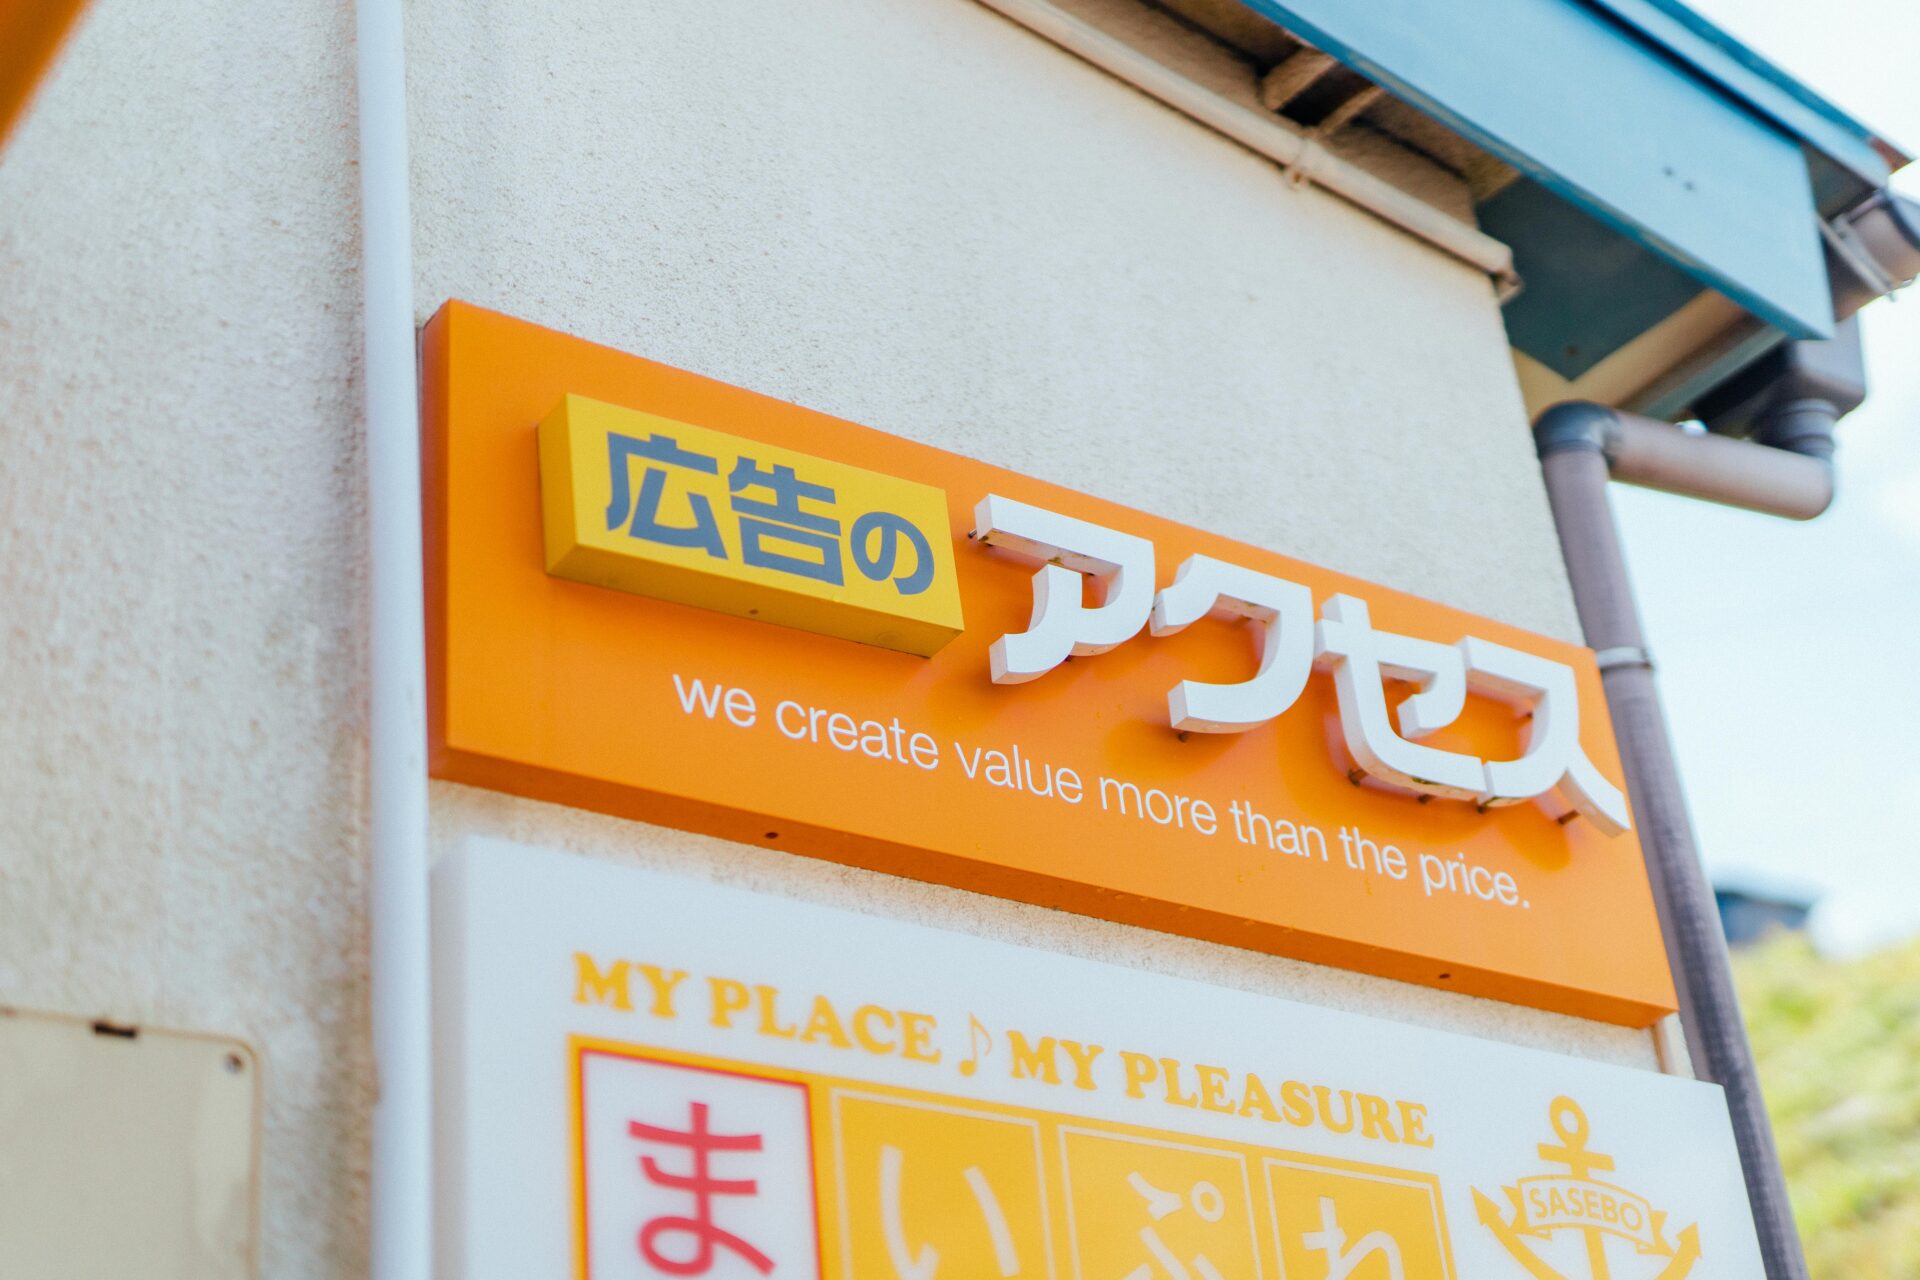 広告の アクセス
we create value more than the price.
MY PLACE♪MY PLEASURE
まいぷれ
SASEBO